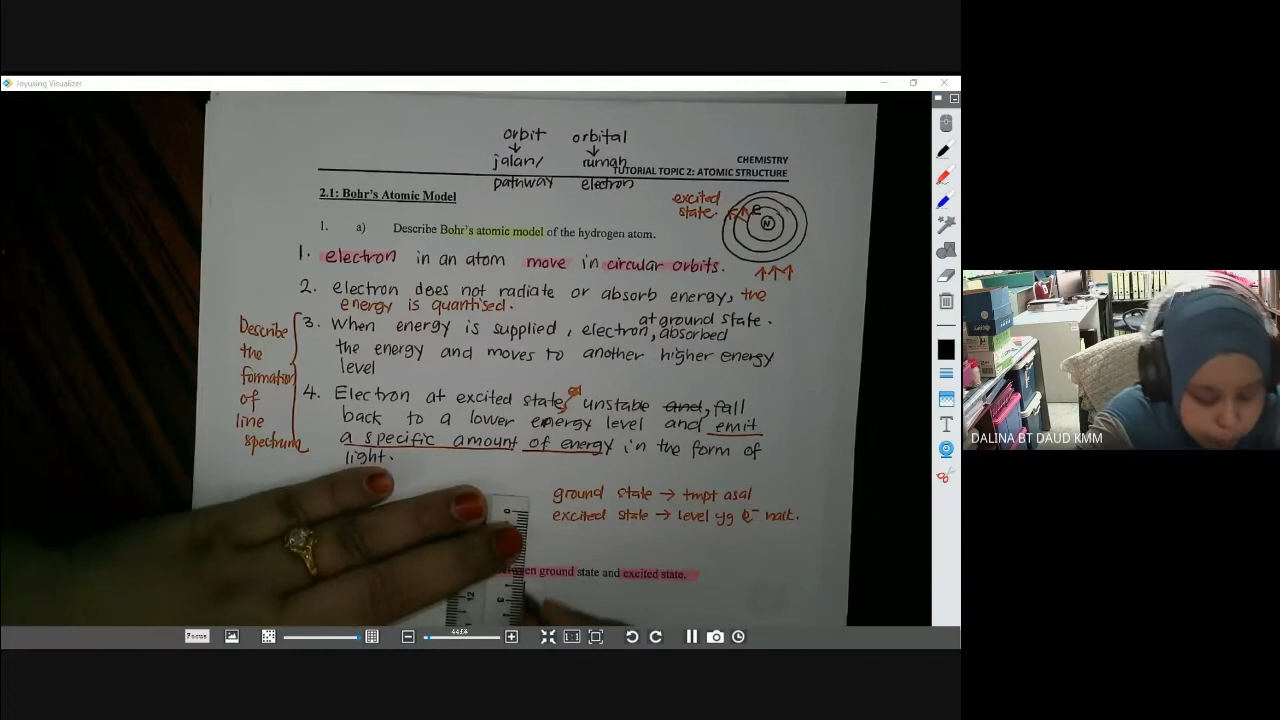 Joyusing Visualizer
orbit orbital
jalan/ rumah
pathway electron
CHEMISTRY
TUTORIAL TOPIC 2: ATOMIC STRUCTURE
2.1: Bohr's Atomic Model
excited
state.
e
N
1. a) Describe Bohr's atomic model of the hydrogen atom.
1. electron in an atom move in circular orbits.
2. electron does not radiate or absorb energy, the
energy is quantised.
at ground state.
3. When energy is supplied, electron, absorbed
the energy and moves to another higher energy
level
Describe
the
formation
of
line
spectrum
4. Electron at excited state unstable and, fall
back to a lower energy level and emit
a specific amount of energy in the form of
light.
ground state → tmpt asal
excited state → level yg e⁻ naik.
ground state and excited state.
DALINA BT DAUD KMM
Focus
1:1
T